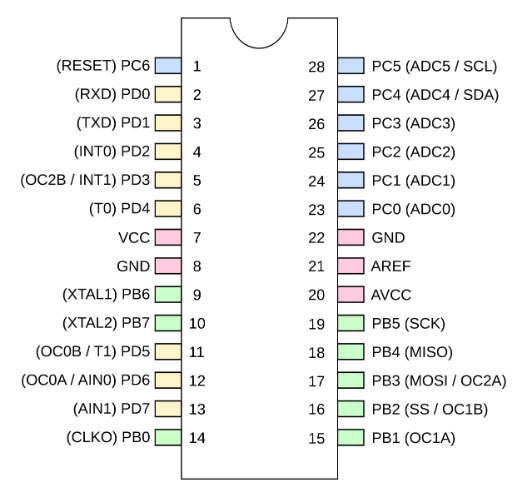 (RESET) PC6 1 28 PC5 (ADC5 / SCL)
(RXD) PD0 2 27 PC4 (ADC4 / SDA)
(TXD) PD1 3 26 PC3 (ADC3)
(INT0) PD2 4 25 PC2 (ADC2)
(OC2B / INT1) PD3 5 24 PC1 (ADC1)
(T0) PD4 6 23 PC0 (ADC0)
VCC 7 22 GND
GND 8 21 AREF
(XTAL1) PB6 9 20 AVCC
(XTAL2) PB7 10 19 PB5 (SCK)
(OC0B / T1) PD5 11 18 PB4 (MISO)
(OC0A / AIN0) PD6 12 17 PB3 (MOSI / OC2A)
(AIN1) PD7 13 16 PB2 (SS / OC1B)
(CLKO) PB0 14 15 PB1 (OC1A)